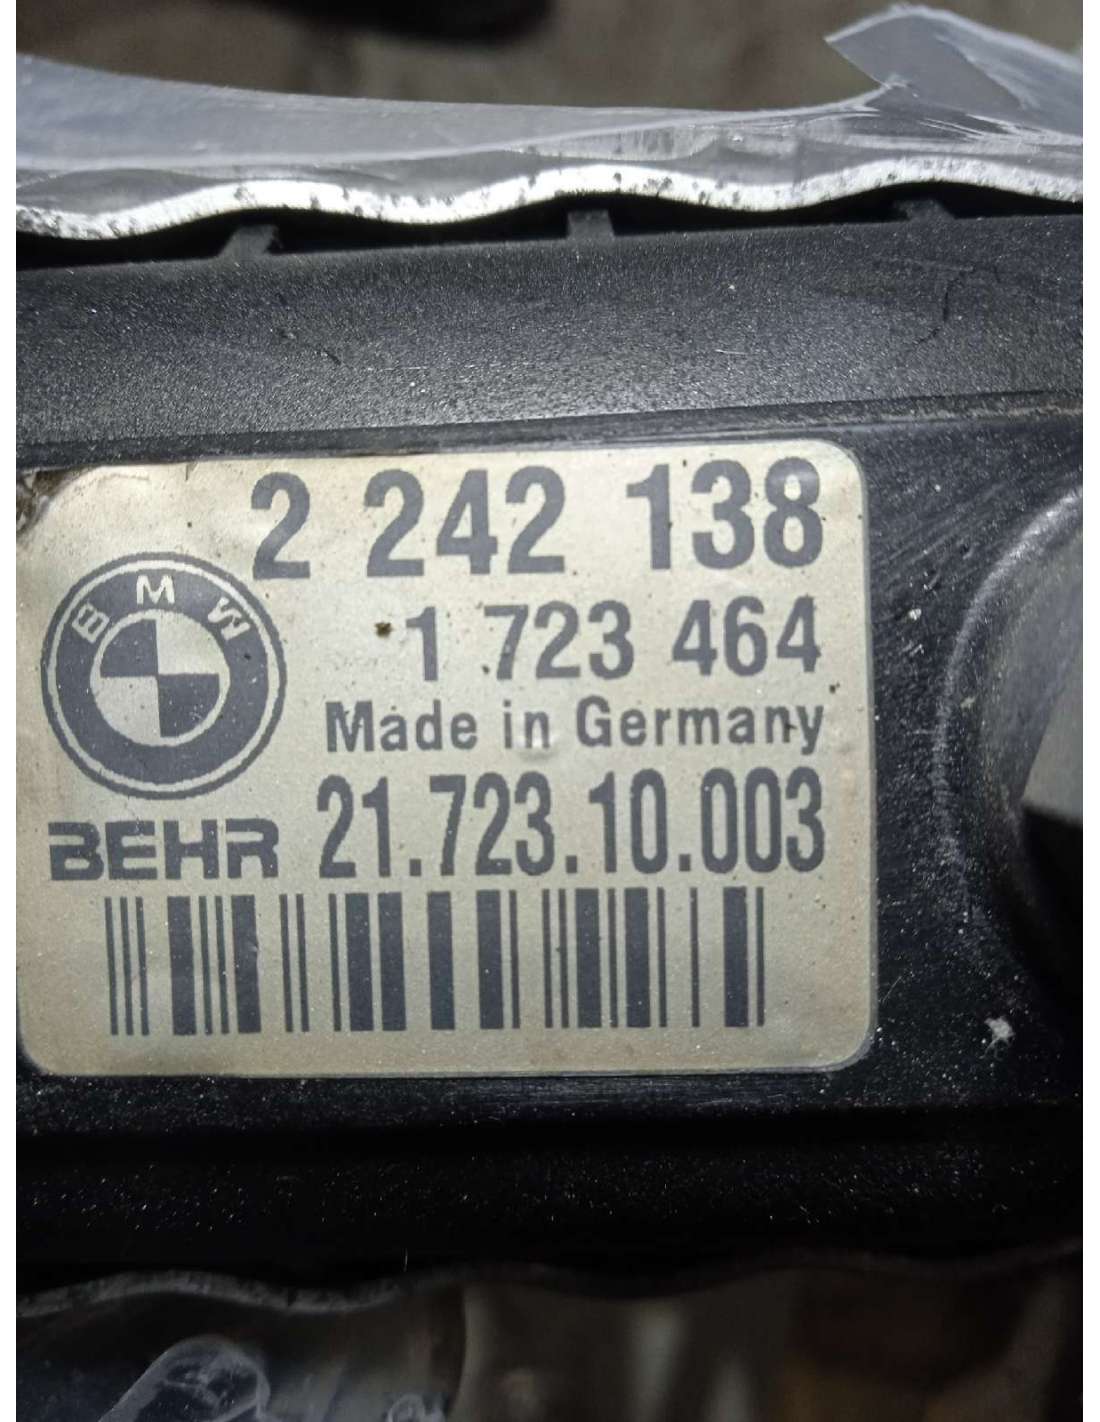 2 242 138
1 723 464
BMW
Made in Germany
BEHR 21.723.10.003